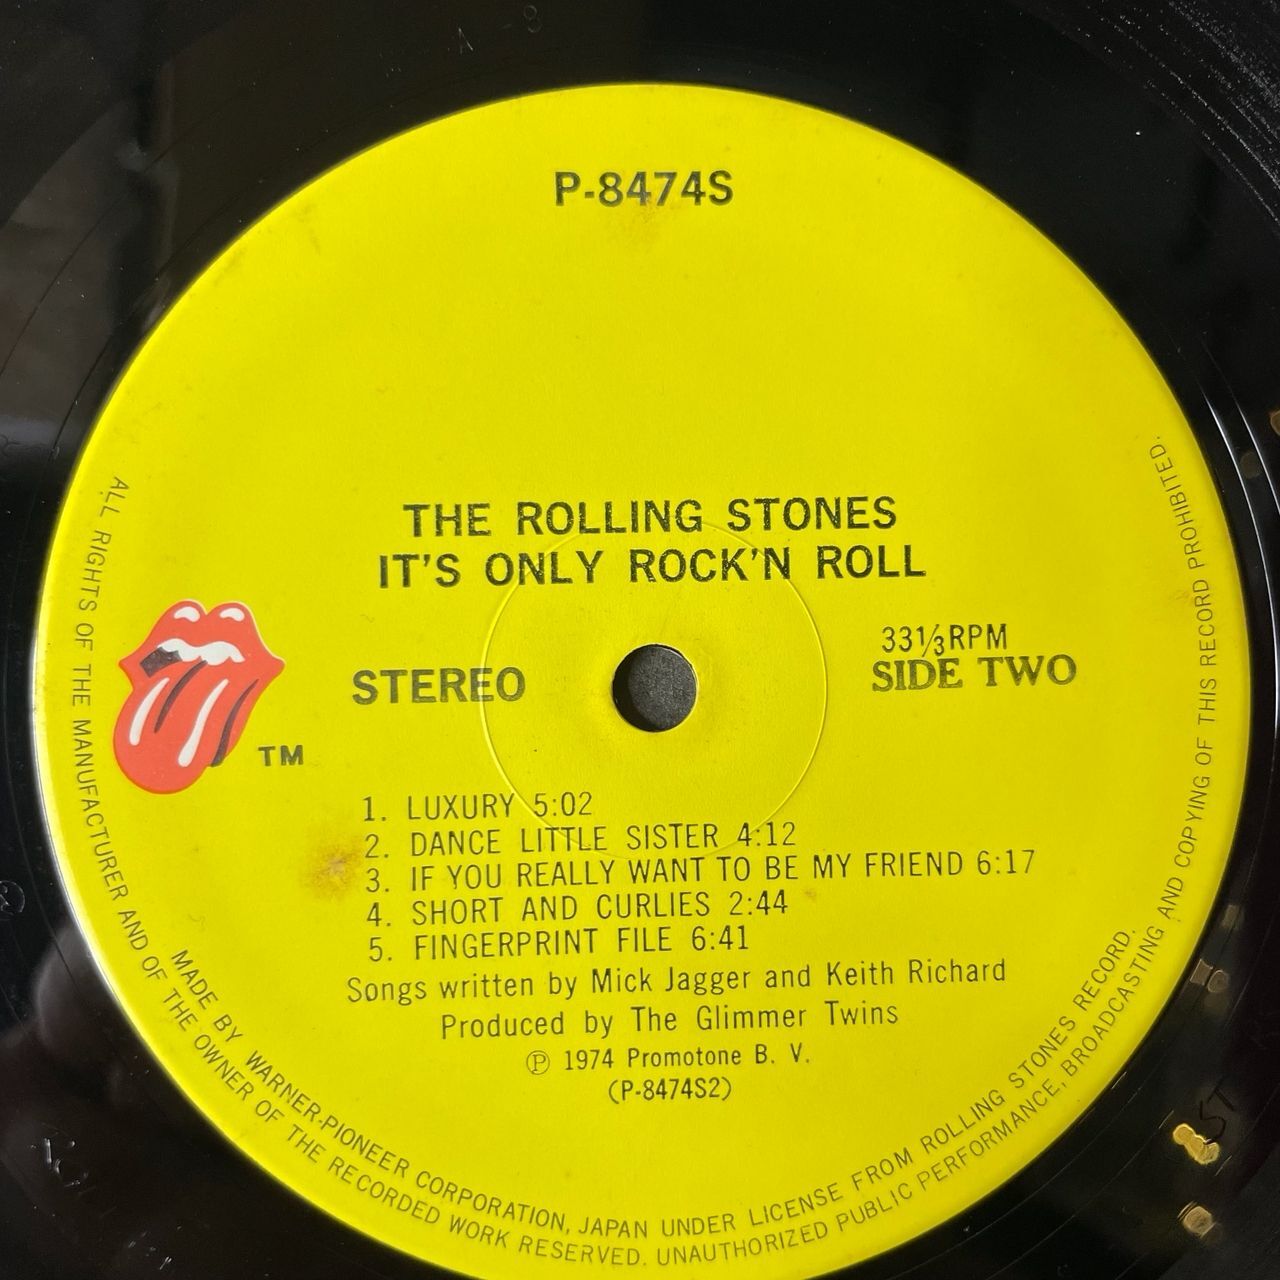 P-8474S
THE ROLLING STONES
IT'S ONLY ROCK'N ROLL
STEREO
33⅓RPM
SIDE TWO
TM
1. LUXURY 5:02
2. DANCE LITTLE SISTER 4:12
3. IF YOU REALLY WANT TO BE MY FRIEND 6:17
4. SHORT AND CURLIES 2:44
5. FINGERPRINT FILE 6:41
Songs written by Mick Jagger and Keith Richard
Produced by The Glimmer Twins
Ⓟ 1974 Promotone B. V.
(P-8474S2)
MADE BY WARNER-PIONEER CORPORATION, JAPAN UNDER LICENSE FROM ROLLING STONES RECORD.
ALL RIGHTS OF THE MANUFACTURER AND OF THE OWNER OF THE RECORDED WORK RESERVED. UNAUTHORIZED PUBLIC PERFORMANCE, BROADCASTING AND COPYING OF THIS RECORD PROHIBITED.